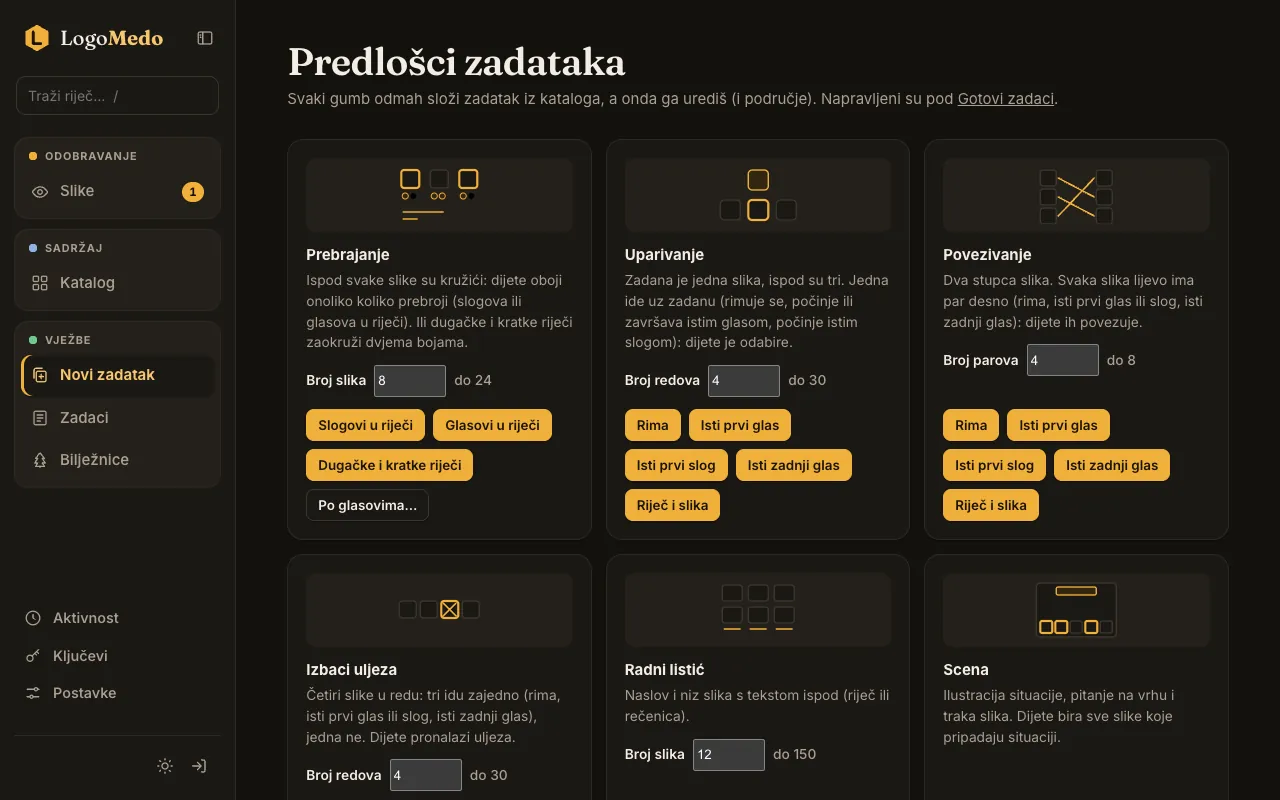 LogoMedo
Traži riječ... /
ODOBRAVANJE
Slike
1
SADRŽAJ
Katalog
VJEŽBE
Novi zadatak
Zadaci
Bilježnice
Aktivnost
Ključevi
Postavke
Predlošci zadataka
Svaki gumb odmah složi zadatak iz kataloga, a onda ga urediš (i područje). Napravljeni su pod Gotovi zadaci.
Prebrajanje
Ispod svake slike su kružići: dijete oboji
onoliko koliko prebroji (slogova ili
glasova u riječi). Ili dugačke i kratke riječi
zaokruži dvjema bojama.
Broj slika 8 do 24
Slogovi u riječi Glasovi u riječi
Dugačke i kratke riječi
Po glasovima...
Uparivanje
Zadana je jedna slika, ispod su tri. Jedna
ide uz zadanu (rimuje se, počinje ili
završava istim glasom, počinje istim
slogom): dijete je odabire.
Broj redova 4 do 30
Rima Isti prvi glas
Isti prvi slog Isti zadnji glas
Riječ i slika
Povezivanje
Dva stupca slika. Svaka slika lijevo ima
par desno (rima, isti prvi glas ili slog, isti
zadnji glas): dijete ih povezuje.
Broj parova 4 do 8
Rima Isti prvi glas
Isti prvi slog Isti zadnji glas
Riječ i slika
Izbaci uljeza
Četiri slike u redu: tri idu zajedno (rima,
isti prvi glas ili slog, isti zadnji glas),
jedna ne. Dijete pronalazi uljeza.
Broj redova 4 do 30
Radni listić
Naslov i niz slika s tekstom ispod (riječ ili
rečenica).
Broj slika 12 do 150
Scena
Ilustracija situacije, pitanje na vrhu i
traka slika. Dijete bira sve slike koje
pripadaju situaciji.